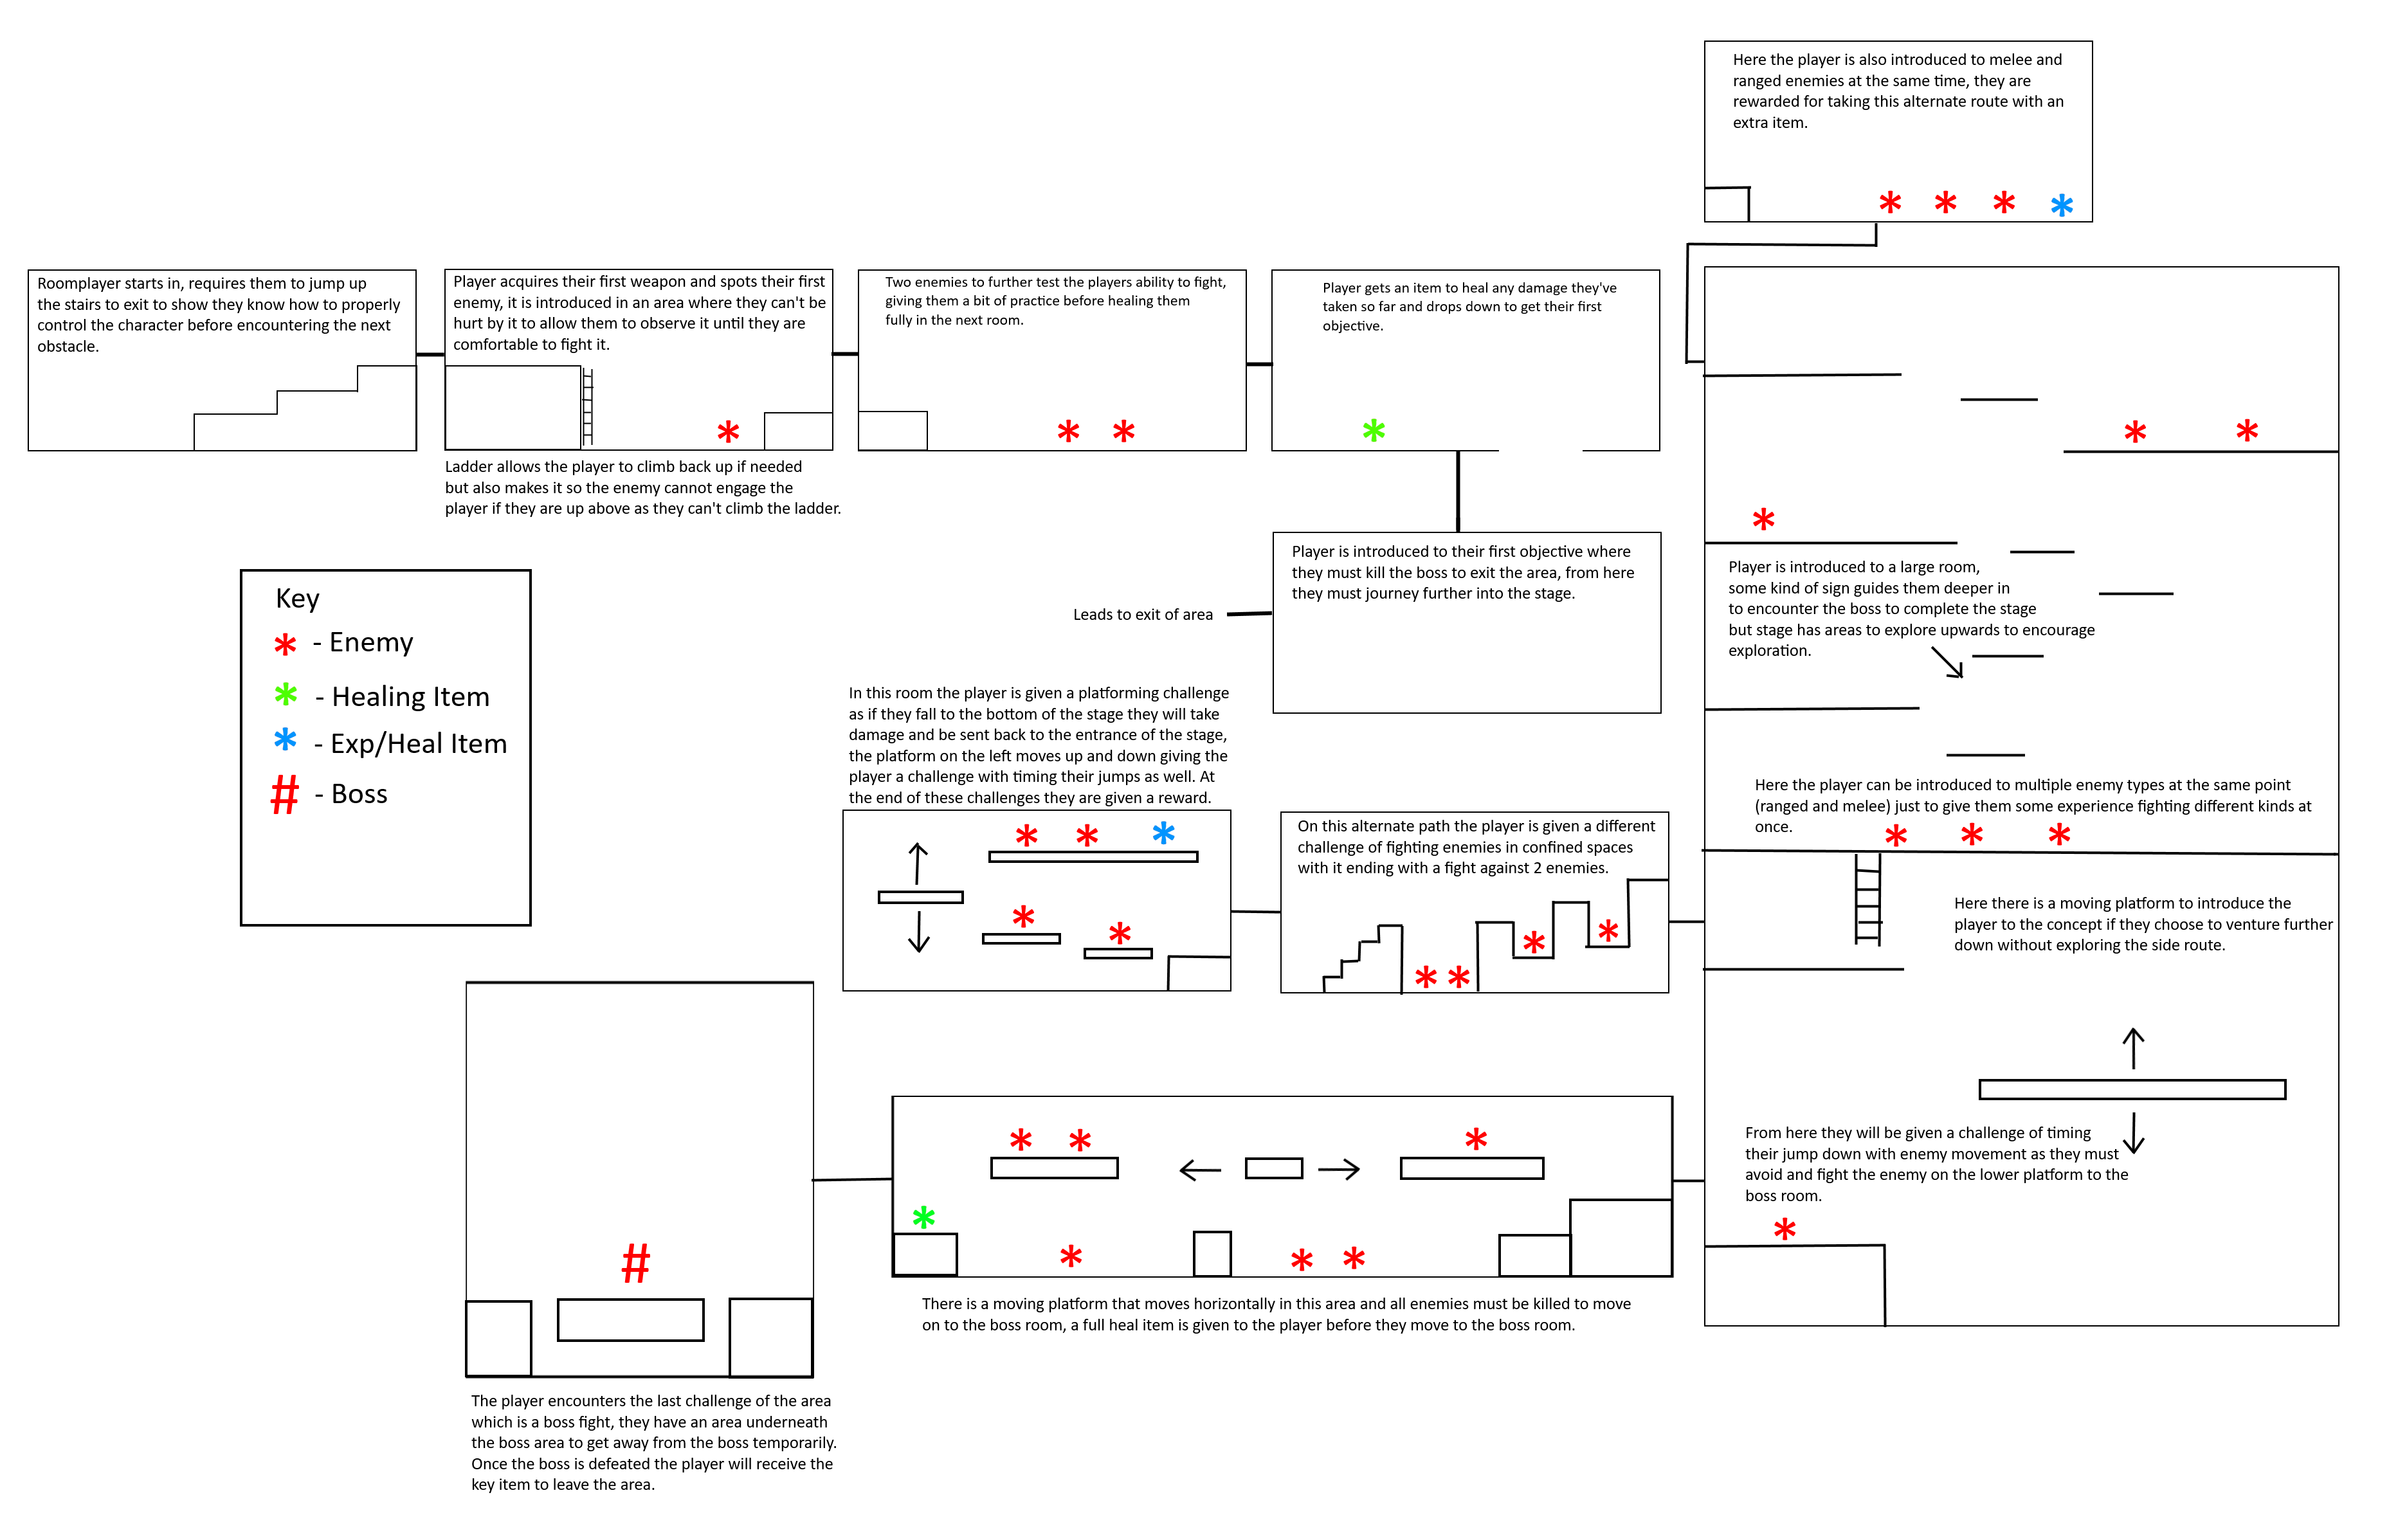 Here the player is also introduced to melee and
ranged enemies at the same time, they are
rewarded for taking this alternate route with an
extra item.
Roomplayer starts in, requires them to jump up
the stairs to exit to show they know how to properly
control the character before encountering the next
obstacle.
Player acquires their first weapon and spots their first
enemy, it is introduced in an area where they can't be
hurt by it to allow them to observe it until they are
comfortable to fight it.
Ladder allows the player to climb back up if needed
but also makes it so the enemy cannot engage the
player if they are up above as they can't climb the ladder.
Two enemies to further test the players ability to fight,
giving them a bit of practice before healing them
fully in the next room.
Player gets an item to heal any damage they've
taken so far and drops down to get their first
objective.
Player is introduced to their first objective where
they must kill the boss to exit the area, from here
they must journey further into the stage.
Leads to exit of area
Player is introduced to a large room,
some kind of sign guides them deeper in
to encounter the boss to complete the stage
but stage has areas to explore upwards to encourage
exploration.
Key
* - Enemy
* - Healing Item
* - Exp/Heal Item
# - Boss
In this room the player is given a platforming challenge
as if they fall to the bottom of the stage they will take
damage and be sent back to the entrance of the stage,
the platform on the left moves up and down giving the
player a challenge with timing their jumps as well. At
the end of these challenges they are given a reward.
On this alternate path the player is given a different
challenge of fighting enemies in confined spaces
with it ending with a fight against 2 enemies.
Here the player can be introduced to multiple enemy types at the same point
(ranged and melee) just to give them some experience fighting different kinds at
once.
Here there is a moving platform to introduce the
player to the concept if they choose to venture further
down without exploring the side route.
From here they will be given a challenge of timing
their jump down with enemy movement as they must
avoid and fight the enemy on the lower platform to the
boss room.
#
There is a moving platform that moves horizontally in this area and all enemies must be killed to move
on to the boss room, a full heal item is given to the player before they move to the boss room.
The player encounters the last challenge of the area
which is a boss fight, they have an area underneath
the boss area to get away from the boss temporarily.
Once the boss is defeated the player will receive the
key item to leave the area.